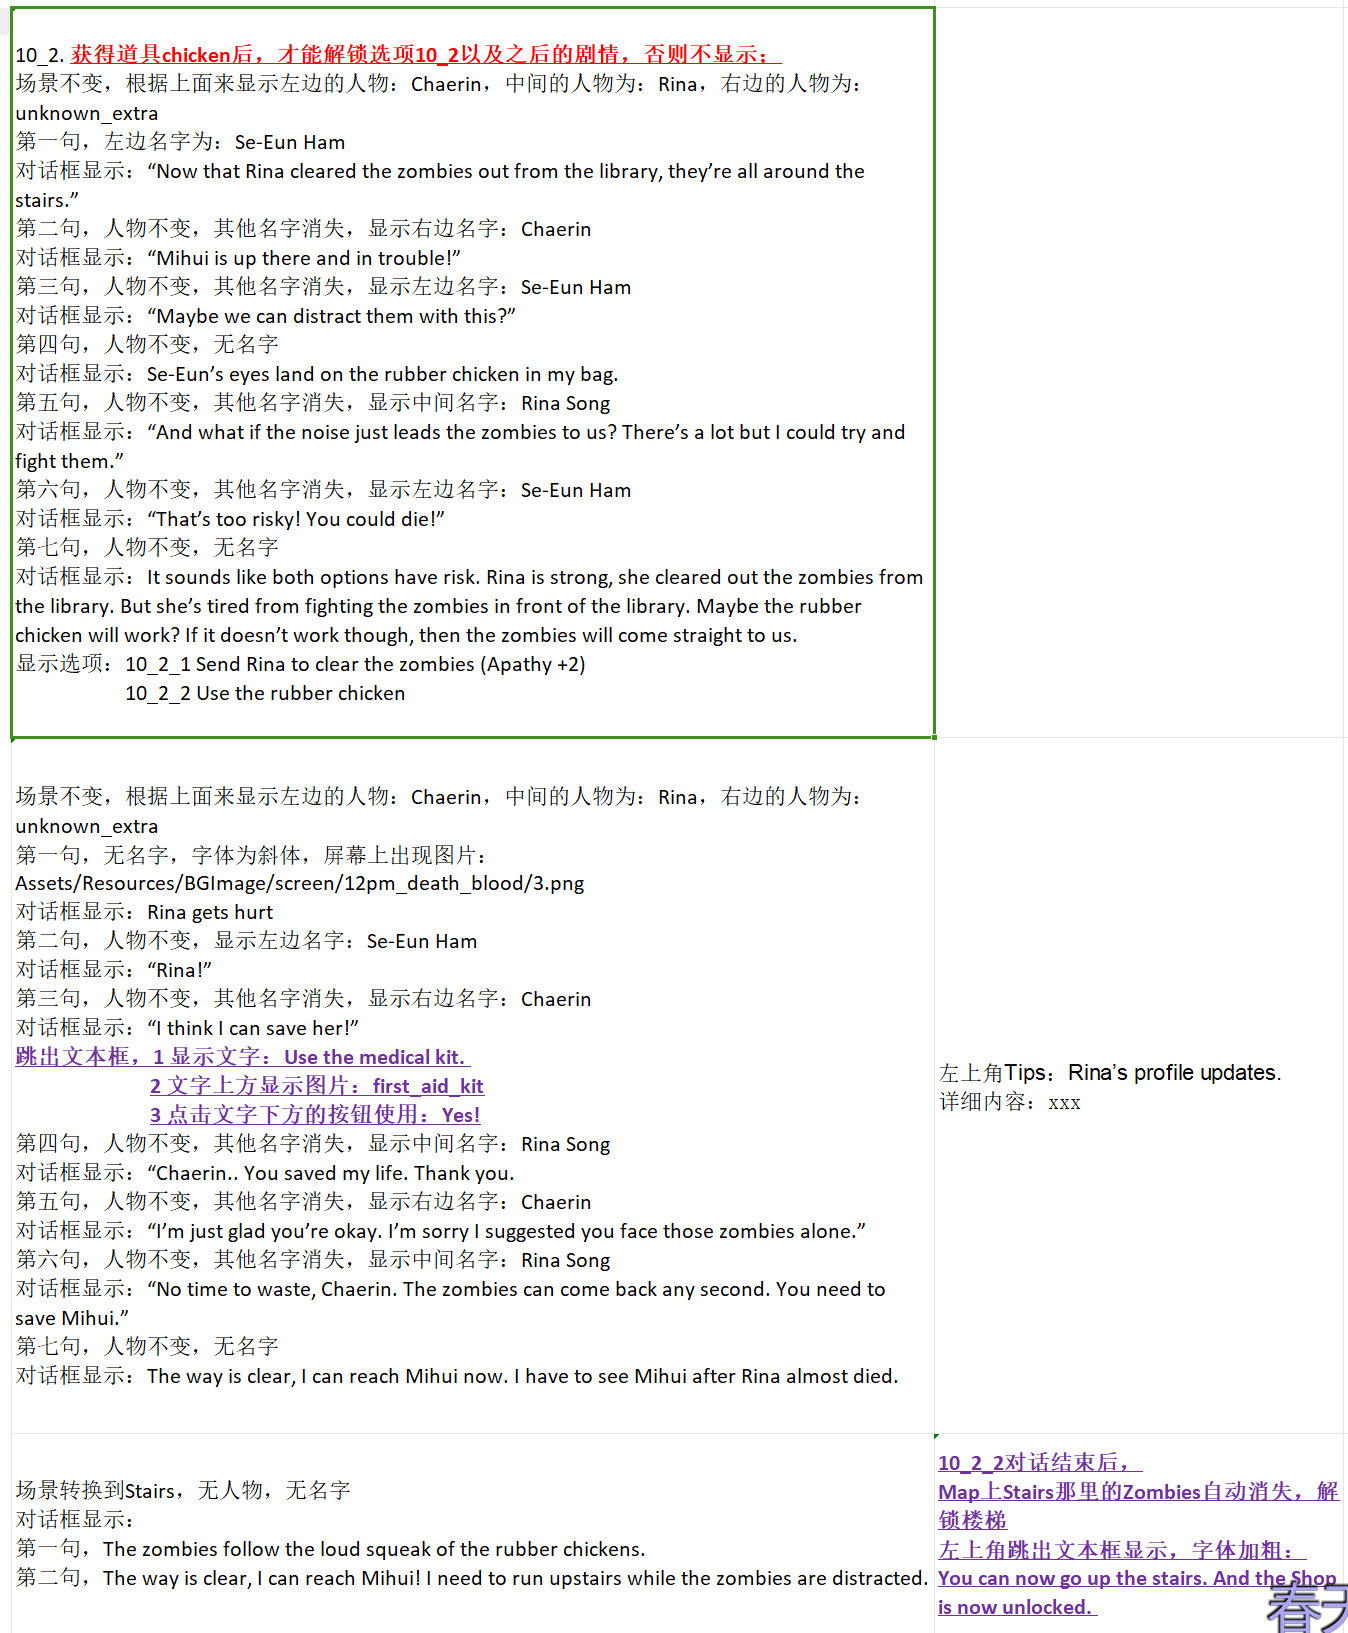 10_2. 获得道具chicken后，才能解锁选项10_2以及之后的剧情，否则不显示；
场景不变，根据上面来显示左边的人物：Chaerin，中间的人物为：Rina，右边的人物为：
unknown_extra
第一句，左边名字为：Se-Eun Ham
对话框显示：“Now that Rina cleared the zombies out from the library, they’re all around the
stairs.”
第二句，人物不变，其他名字消失，显示右边名字：Chaerin
对话框显示：“Mihui is up there and in trouble!”
第三句，人物不变，其他名字消失，显示左边名字：Se-Eun Ham
对话框显示：“Maybe we can distract them with this?”
第四句，人物不变，无名字
对话框显示：Se-Eun’s eyes land on the rubber chicken in my bag.
第五句，人物不变，其他名字消失，显示中间名字：Rina Song
对话框显示：“And what if the noise just leads the zombies to us? There’s a lot but I could try and
fight them.”
第六句，人物不变，其他名字消失，显示左边名字：Se-Eun Ham
对话框显示：“That’s too risky! You could die!”
第七句，人物不变，无名字
对话框显示：It sounds like both options have risk. Rina is strong, she cleared out the zombies from
the library. But she’s tired from fighting the zombies in front of the library. Maybe the rubber
chicken will work? If it doesn’t work though, then the zombies will come straight to us.
显示选项：10_2_1 Send Rina to clear the zombies (Apathy +2)
10_2_2 Use the rubber chicken
场景不变，根据上面来显示左边的人物：Chaerin，中间的人物为：Rina，右边的人物为：
unknown_extra
第一句，无名字，字体为斜体，屏幕上出现图片：
Assets/Resources/BGImage/screen/12pm_death_blood/3.png
对话框显示：Rina gets hurt
第二句，人物不变，显示左边名字：Se-Eun Ham
对话框显示：“Rina!”
第三句，人物不变，其他名字消失，显示右边名字：Chaerin
对话框显示：“I think I can save her!”
跳出文本框，1 显示文字：Use the medical kit.
2 文字上方显示图片：first_aid_kit
3 点击文字下方的按钮使用：Yes!
第四句，人物不变，其他名字消失，显示中间名字：Rina Song
对话框显示：“Chaerin.. You saved my life. Thank you.
第五句，人物不变，其他名字消失，显示右边名字：Chaerin
对话框显示：“I’m just glad you’re okay. I’m sorry I suggested you face those zombies alone.”
第六句，人物不变，其他名字消失，显示中间名字：Rina Song
对话框显示：“No time to waste, Chaerin. The zombies can come back any second. You need to
save Mihui.”
第七句，人物不变，无名字
对话框显示：The way is clear, I can reach Mihui now. I have to see Mihui after Rina almost died.
左上角Tips：Rina’s profile updates.
详细内容：xxx
场景转换到Stairs，无人物，无名字
对话框显示：
第一句，The zombies follow the loud squeak of the rubber chickens.
第二句，The way is clear, I can reach Mihui! I need to run upstairs while the zombies are distracted.
10_2_2对话结束后，
Map上Stairs那里的Zombies自动消失，解
锁楼梯
左上角跳出文本框显示，字体加粗：
You can now go up the stairs. And the Shop
is now unlocked.
春天